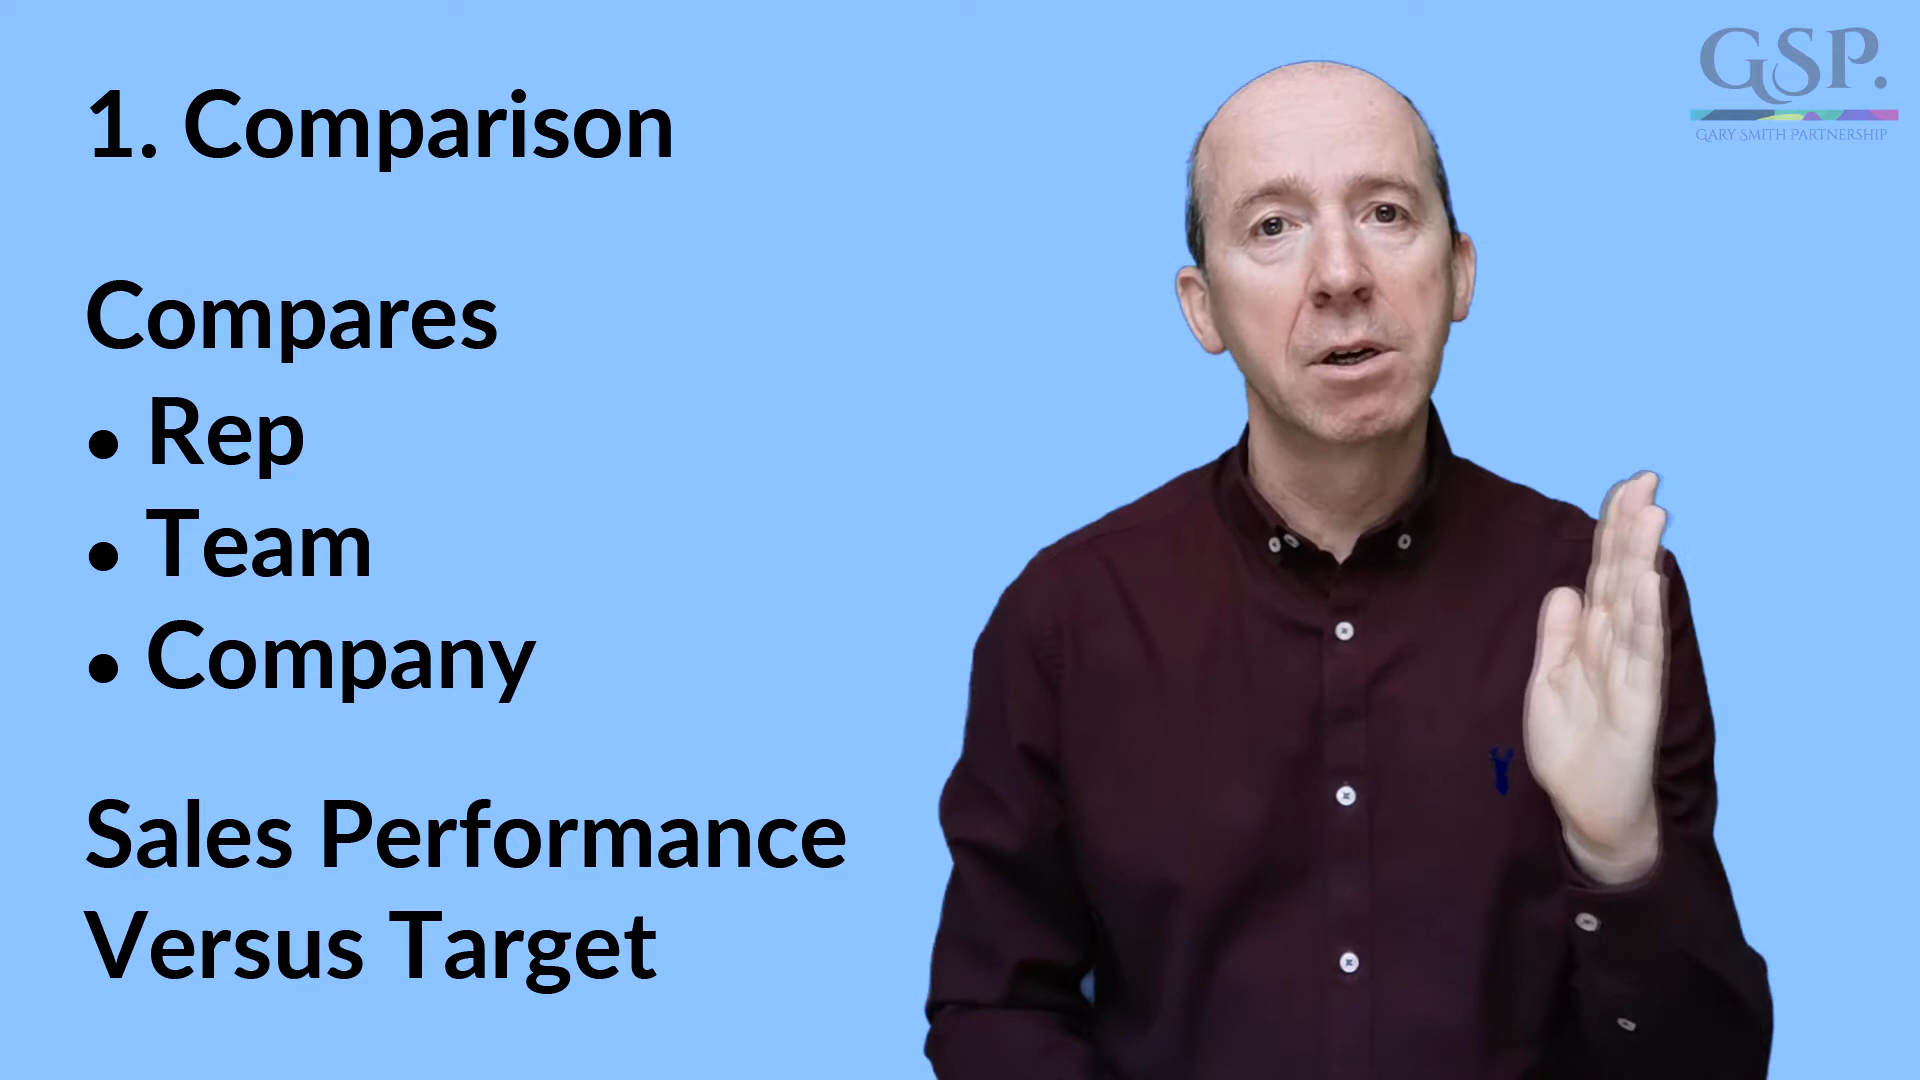 1. Comparison
Compares
• Rep
• Team
• Company
Sales Performance
Versus Target
GSP.
GARY SMITH PARTNERSHIP